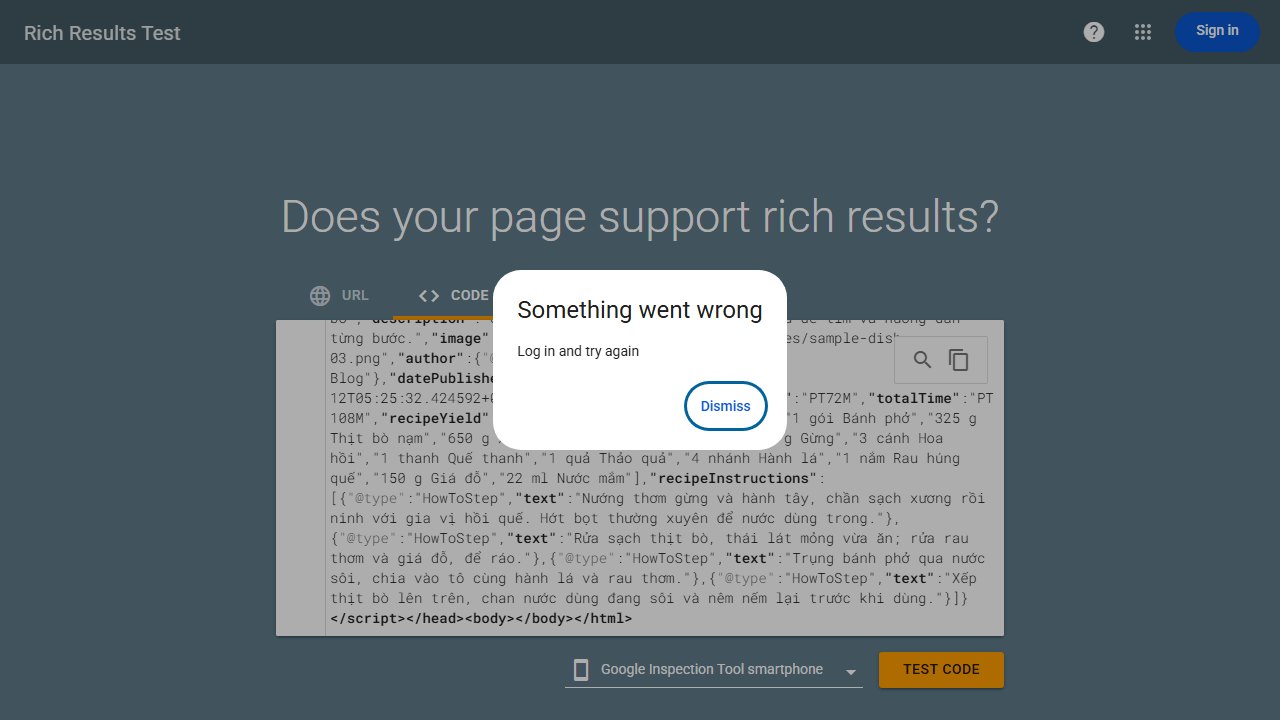 Rich Results Test
Sign in
Does your page support rich results?
URL
CODE
Something went wrong
Log in and try again
Dismiss
từng bước.","image" es/sample-dish-
03.png","author":{"@
Blog"},"datePublishe
12T05:25:32.424592+0 :"PT72M","totalTime":"PT
108M","recipeYield" "1 gói Bánh phở","325 g
Thịt bò nạm","650 g g Gừng","3 cánh Hoa
hồi","1 thanh Quế thanh","1 quả Thảo quả","4 nhánh Hành lá","1 nắm Rau húng
quế","150 g Giá đỗ","22 ml Nước mắm"],"recipeInstructions":
[{"@type":"HowToStep","text":"Nướng thơm gừng và hành tây, chần sạch xương rồi
ninh với gia vị hồi quế. Hớt bọt thường xuyên để nước dùng trong."},
{"@type":"HowToStep","text":"Rửa sạch thịt bò, thái lát mỏng vừa ăn; rửa rau
thơm và giá đỗ, để ráo."},{"@type":"HowToStep","text":"Trụng bánh phở qua nước
sôi, chia vào tô cùng hành lá và rau thơm."},{"@type":"HowToStep","text":"Xếp
thịt bò lên trên, chan nước dùng đang sôi và nêm nếm lại trước khi dùng."}]}
</script></head><body></body></html>
Google Inspection Tool smartphone
TEST CODE